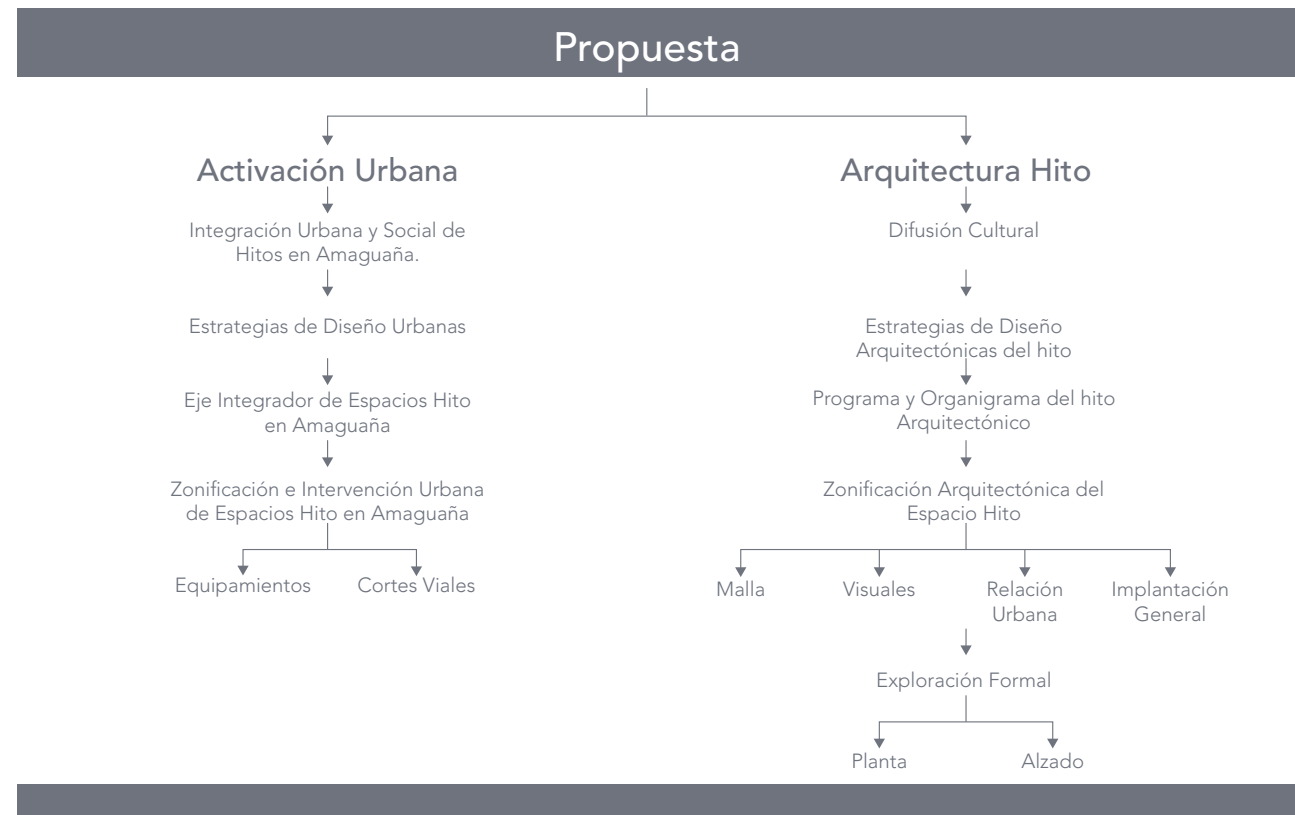 Propuesta
Activación Urbana
Integración Urbana y Social de
Hitos en Amaguaña.
Estrategias de Diseño Urbanas
Eje Integrador de Espacios Hito
en Amaguaña
Zonificación e Intervención Urbana
de Espacios Hito en Amaguaña
Equipamientos
Cortes Viales
Arquitectura Hito
Difusión Cultural
Estrategias de Diseño
Arquitectónicas del hito
Programa y Organigrama del hito
Arquitectónico
Zonificación Arquitectónica del
Espacio Hito
Malla
Visuales
Relación
Urbana
Implantación
General
Exploración Formal
Planta
Alzado